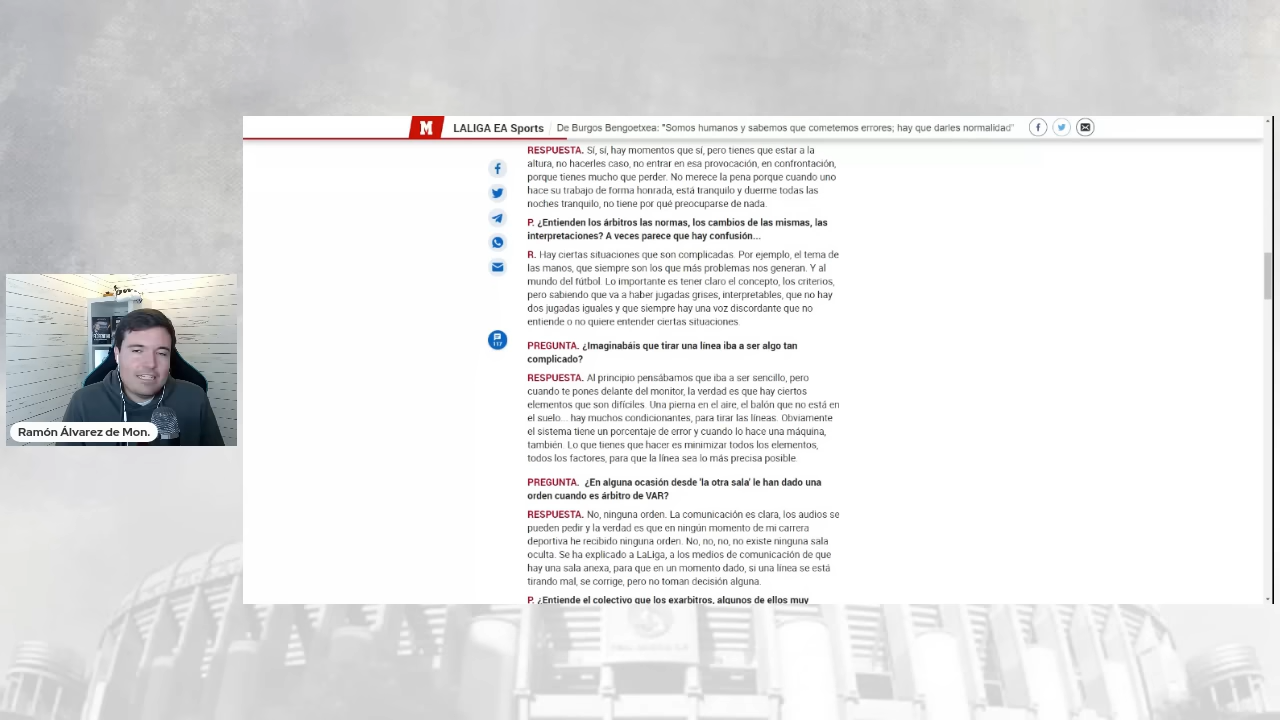 M LALIGA EA Sports De Burgos Bengoetxea: "Somos humanos y sabemos que cometemos errores; hay que darles normalidad"
RESPUESTA. Sí, sí, hay momentos que sí, pero tienes que estar a la
altura, no hacerles caso, no entrar en esa provocación, en confrontación,
porque tienes mucho que perder. No merece la pena porque cuando uno
hace su trabajo de forma honrada, está tranquilo y duerme todas las
noches tranquilo, no tiene por qué preocuparse de nada.
P. ¿Entienden los árbitros las normas, los cambios de las mismas, las
interpretaciones? A veces parece que hay confusión...
R. Hay ciertas situaciones que son complicadas. Por ejemplo, el tema de
las manos, que siempre son los que más problemas nos generan. Y al
mundo del fútbol. Lo importante es tener claro el concepto, los criterios,
pero sabiendo que va a haber jugadas grises, interpretables, que no hay
dos jugadas iguales y que siempre hay una voz discordante que no
entiende o no quiere entender ciertas situaciones.
117
PREGUNTA. ¿Imaginabáis que tirar una línea iba a ser algo tan
complicado?
RESPUESTA. Al principio pensábamos que iba a ser sencillo, pero
cuando te pones delante del monitor, la verdad es que hay ciertos
elementos que son difíciles. Una pierna en el aire, el balón que no está en
el suelo... hay muchos condicionantes, para tirar las líneas. Obviamente
el sistema tiene un porcentaje de error y cuando lo hace una máquina,
también. Lo que tienes que hacer es minimizar todos los elementos,
todos los factores, para que la línea sea lo más precisa posible.
Ramón Álvarez de Mon.
PREGUNTA. ¿En alguna ocasión desde 'la otra sala' le han dado una
orden cuando es árbitro de VAR?
RESPUESTA. No, ninguna orden. La comunicación es clara, los audios se
pueden pedir y la verdad es que en ningún momento de mi carrera
deportiva he recibido ninguna orden. No, no, no, no existe ninguna sala
oculta. Se ha explicado a LaLiga, a los medios de comunicación de que
hay una sala anexa, para que en un momento dado, si una línea se está
tirando mal, se corrige, pero no toman decisión alguna.
P. ¿Entiende el colectivo que los exarbitros, algunos de ellos muy